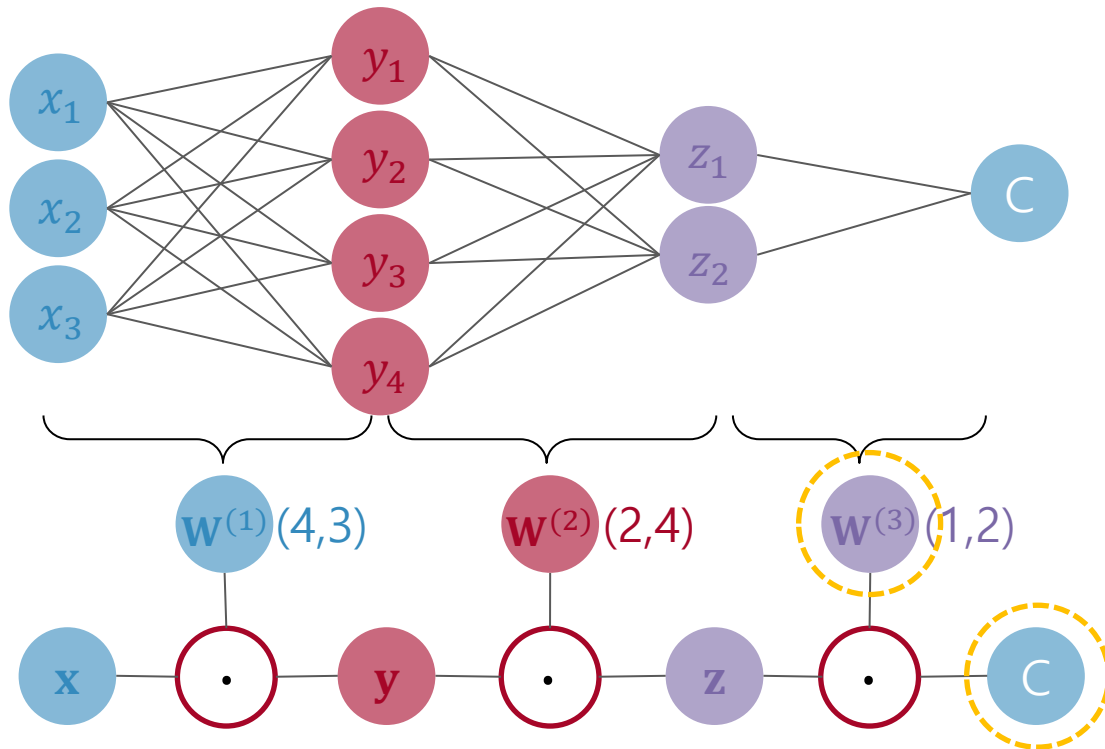 x₁
x₂
x₃
y₁
y₂
y₃
y₄
z₁
z₂
C
W⁽¹⁾ (4,3)
W⁽²⁾ (2,4)
W⁽³⁾ (1,2)
x · y · z · C